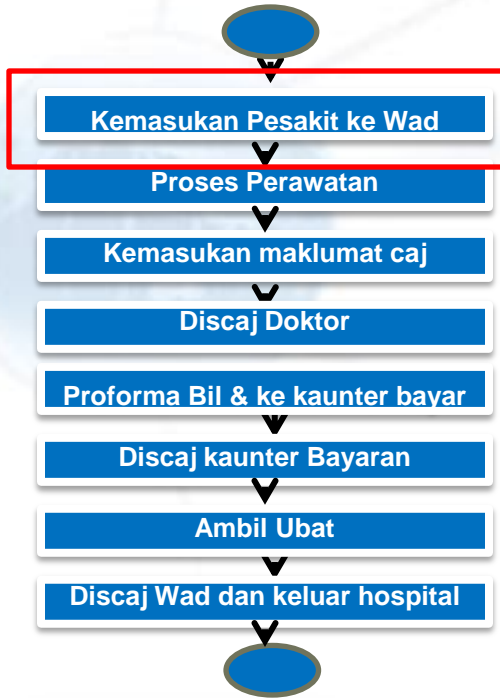 Kemasukan Pesakit ke Wad
Proses Perawatan
Kemasukan maklumat caj
Discaj Doktor
Proforma Bil & ke kaunter bayar
Discaj kaunter Bayaran
Ambil Ubat
Discaj Wad dan keluar hospital